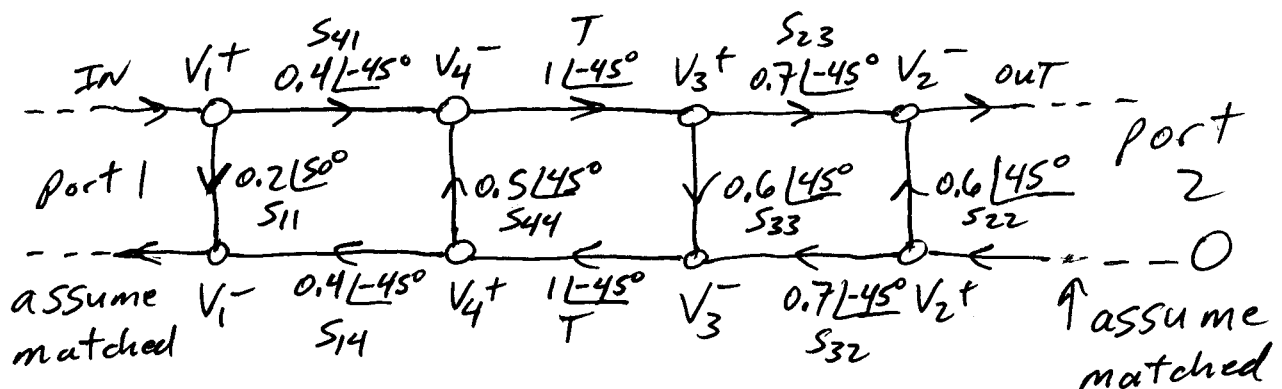 S41 T S23
IN V1+ 0.4∠-45° V4- 1∠-45° V3+ 0.7∠-45° V2- OUT
port 1 0.2∠50° 0.5∠45° 0.6∠45° 0.6∠45° port
S11 S44 S33 S22 2
0
assume V1- 0.4∠-45° V4+ 1∠-45° V3- 0.7∠-45° V2+ assume
matched S14 T S32 matched